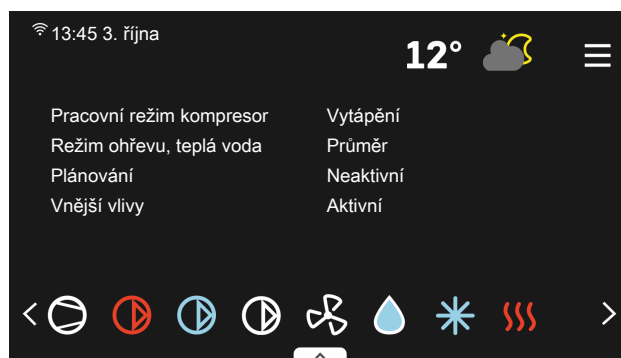 13:45 3. října
12°
Pracovní režim kompresor Vytápění
Režim ohřevu, teplá voda Průměr
Plánování Neaktivní
Vnější vlivy Aktivní